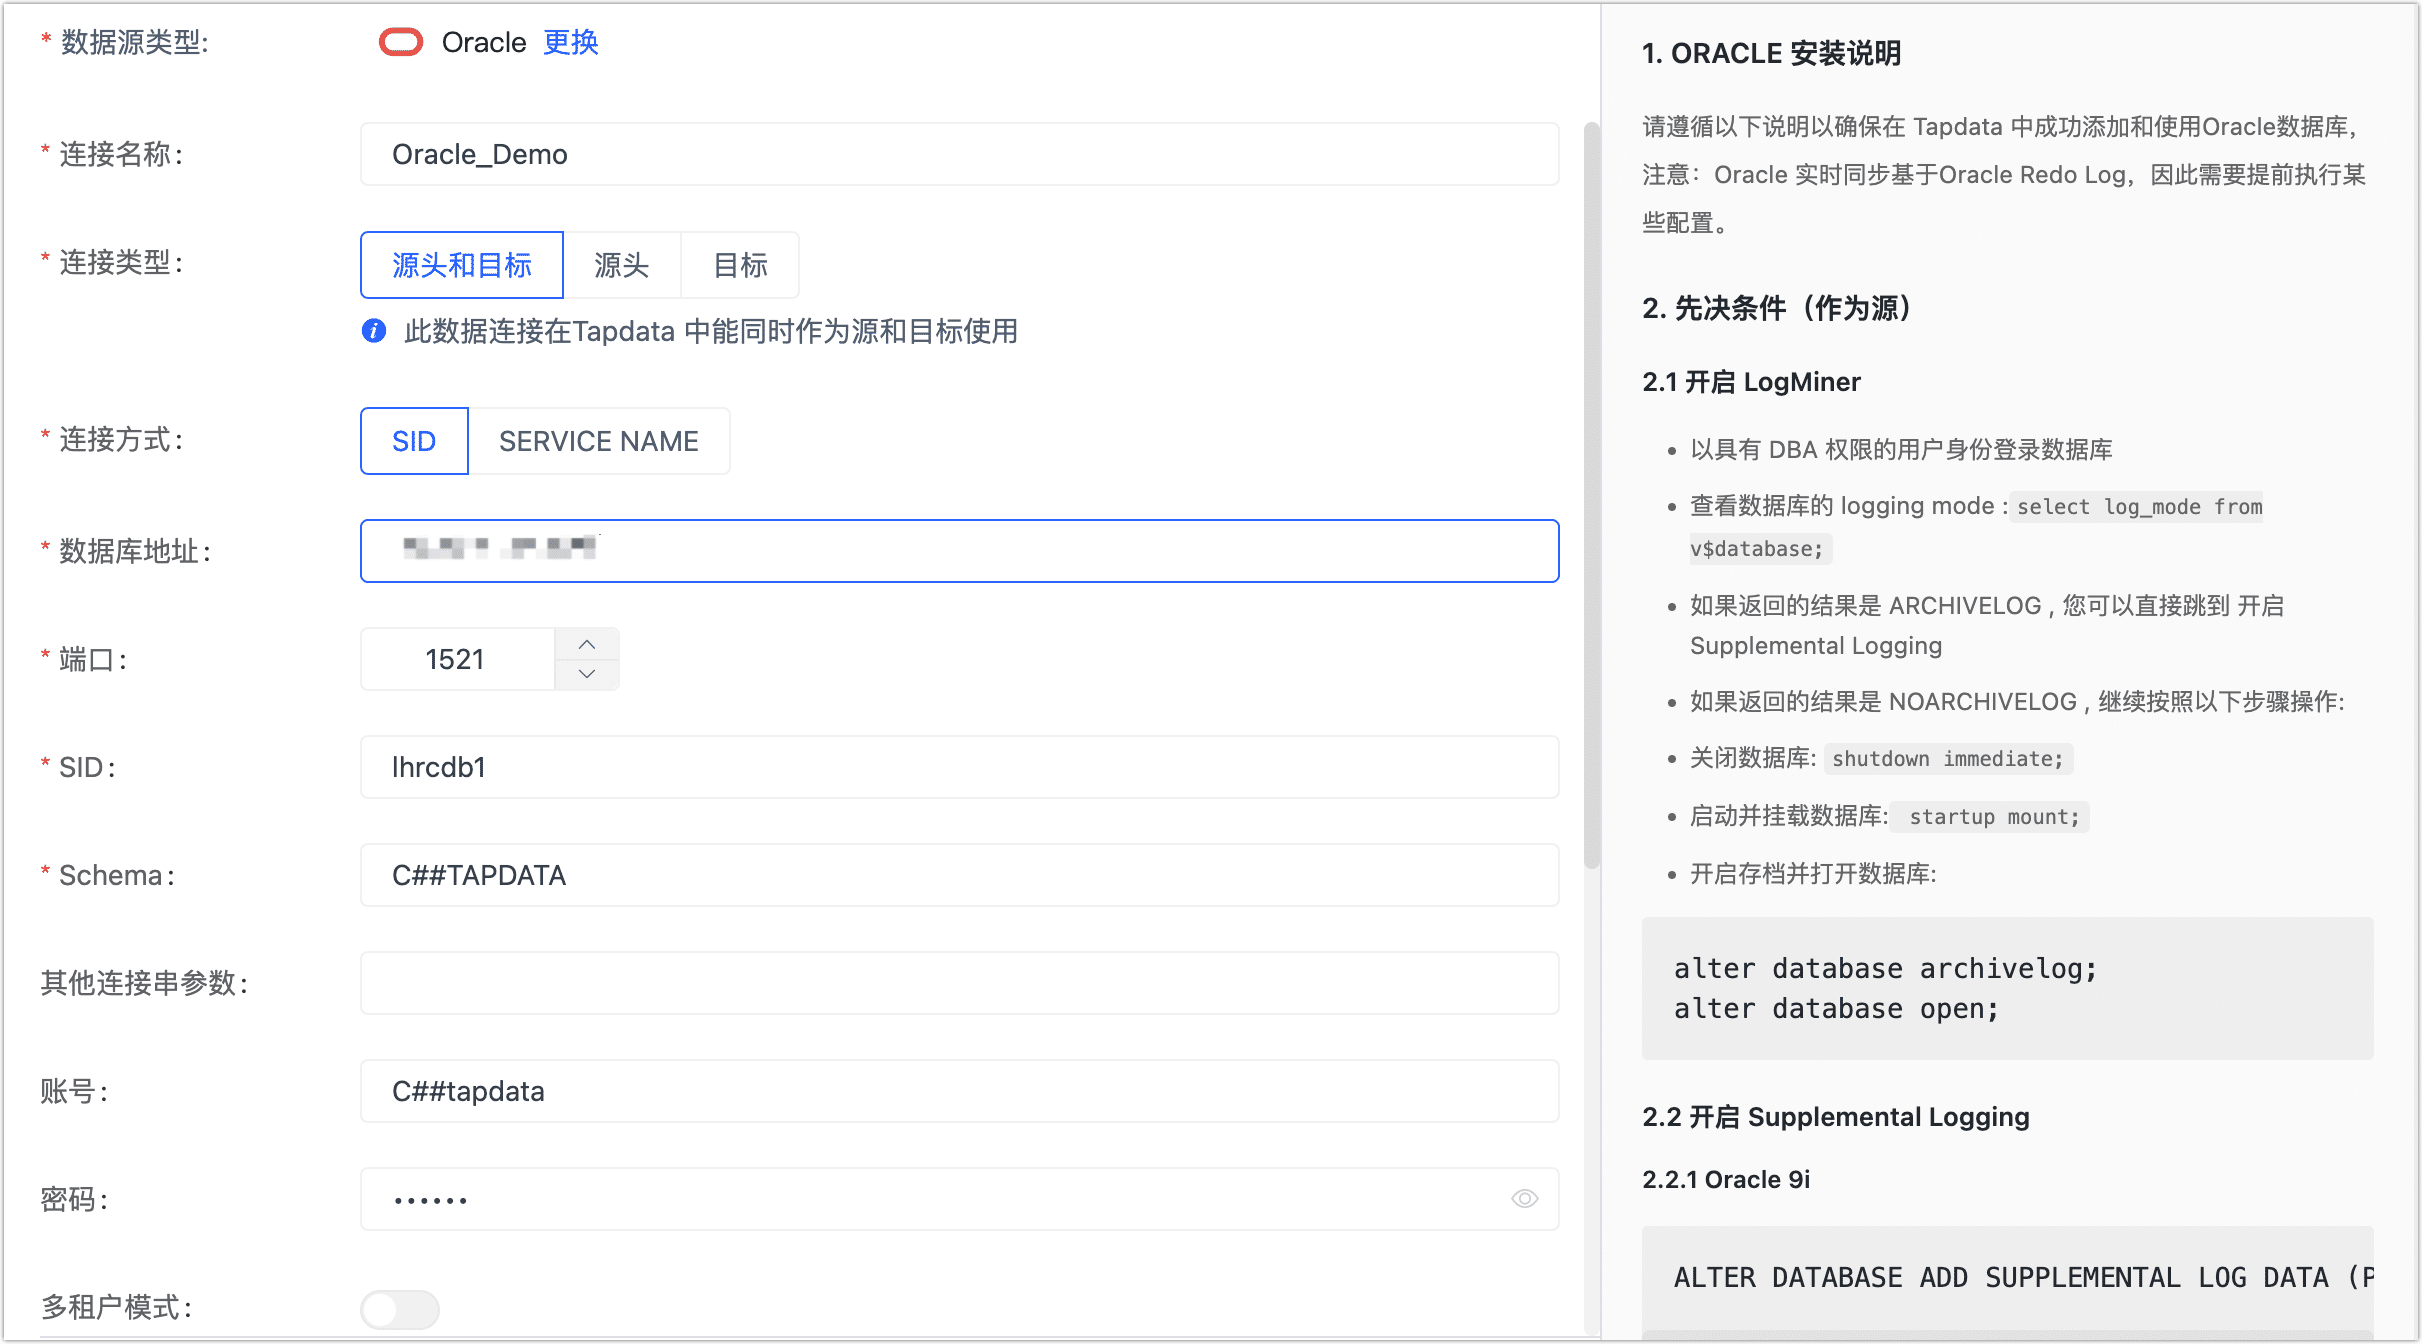 * 数据源类型: Oracle 更换
* 连接名称: Oracle_Demo
* 连接类型: 源头和目标 源头 目标
此数据连接在Tapdata 中能同时作为源和目标使用
* 连接方式: SID SERVICE NAME
* 数据库地址:
* 端口: 1521
* SID: lhrcdb1
* Schema: C##TAPDATA
其他连接串参数:
账号: C##tapdata
密码: ••••••
多租户模式:
1. ORACLE 安装说明
请遵循以下说明以确保在 Tapdata 中成功添加和使用Oracle数据库，
注意：Oracle 实时同步基于Oracle Redo Log，因此需要提前执行某
些配置。
2. 先决条件（作为源）
2.1 开启 LogMiner
• 以具有 DBA 权限的用户身份登录数据库
• 查看数据库的 logging mode : select log_mode from
v$database;
• 如果返回的结果是 ARCHIVELOG , 您可以直接跳到 开启
Supplemental Logging
• 如果返回的结果是 NOARCHIVELOG , 继续按照以下步骤操作:
• 关闭数据库: shutdown immediate;
• 启动并挂载数据库: startup mount;
• 开启存档并打开数据库:
alter database archivelog;
alter database open;
2.2 开启 Supplemental Logging
2.2.1 Oracle 9i
ALTER DATABASE ADD SUPPLEMENTAL LOG DATA (P